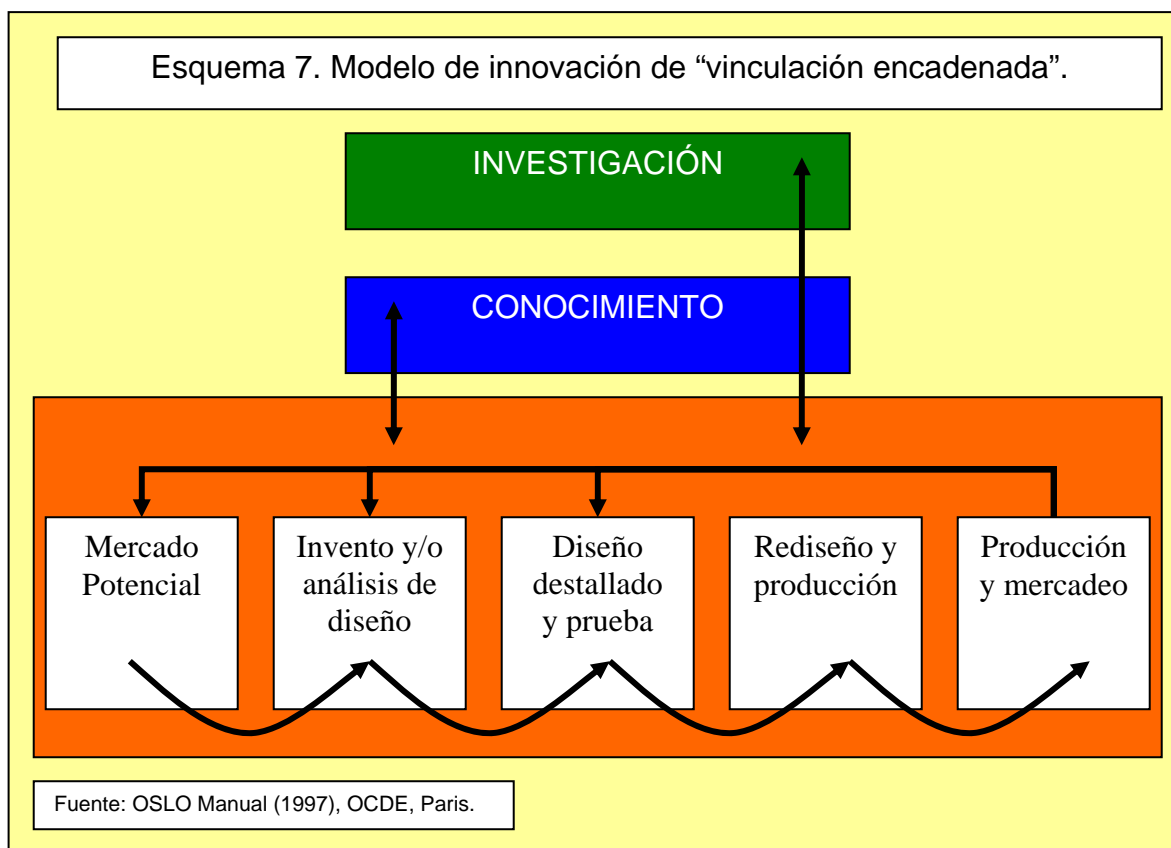 Esquema 7. Modelo de innovación de “vinculación encadenada”.
INVESTIGACIÓN
CONOCIMIENTO
Mercado
Potencial
Invento y/o
análisis de
diseño
Diseño
destallado
y prueba
Rediseño y
producción
Producción
y mercadeo
Fuente: OSLO Manual (1997), OCDE, Paris.